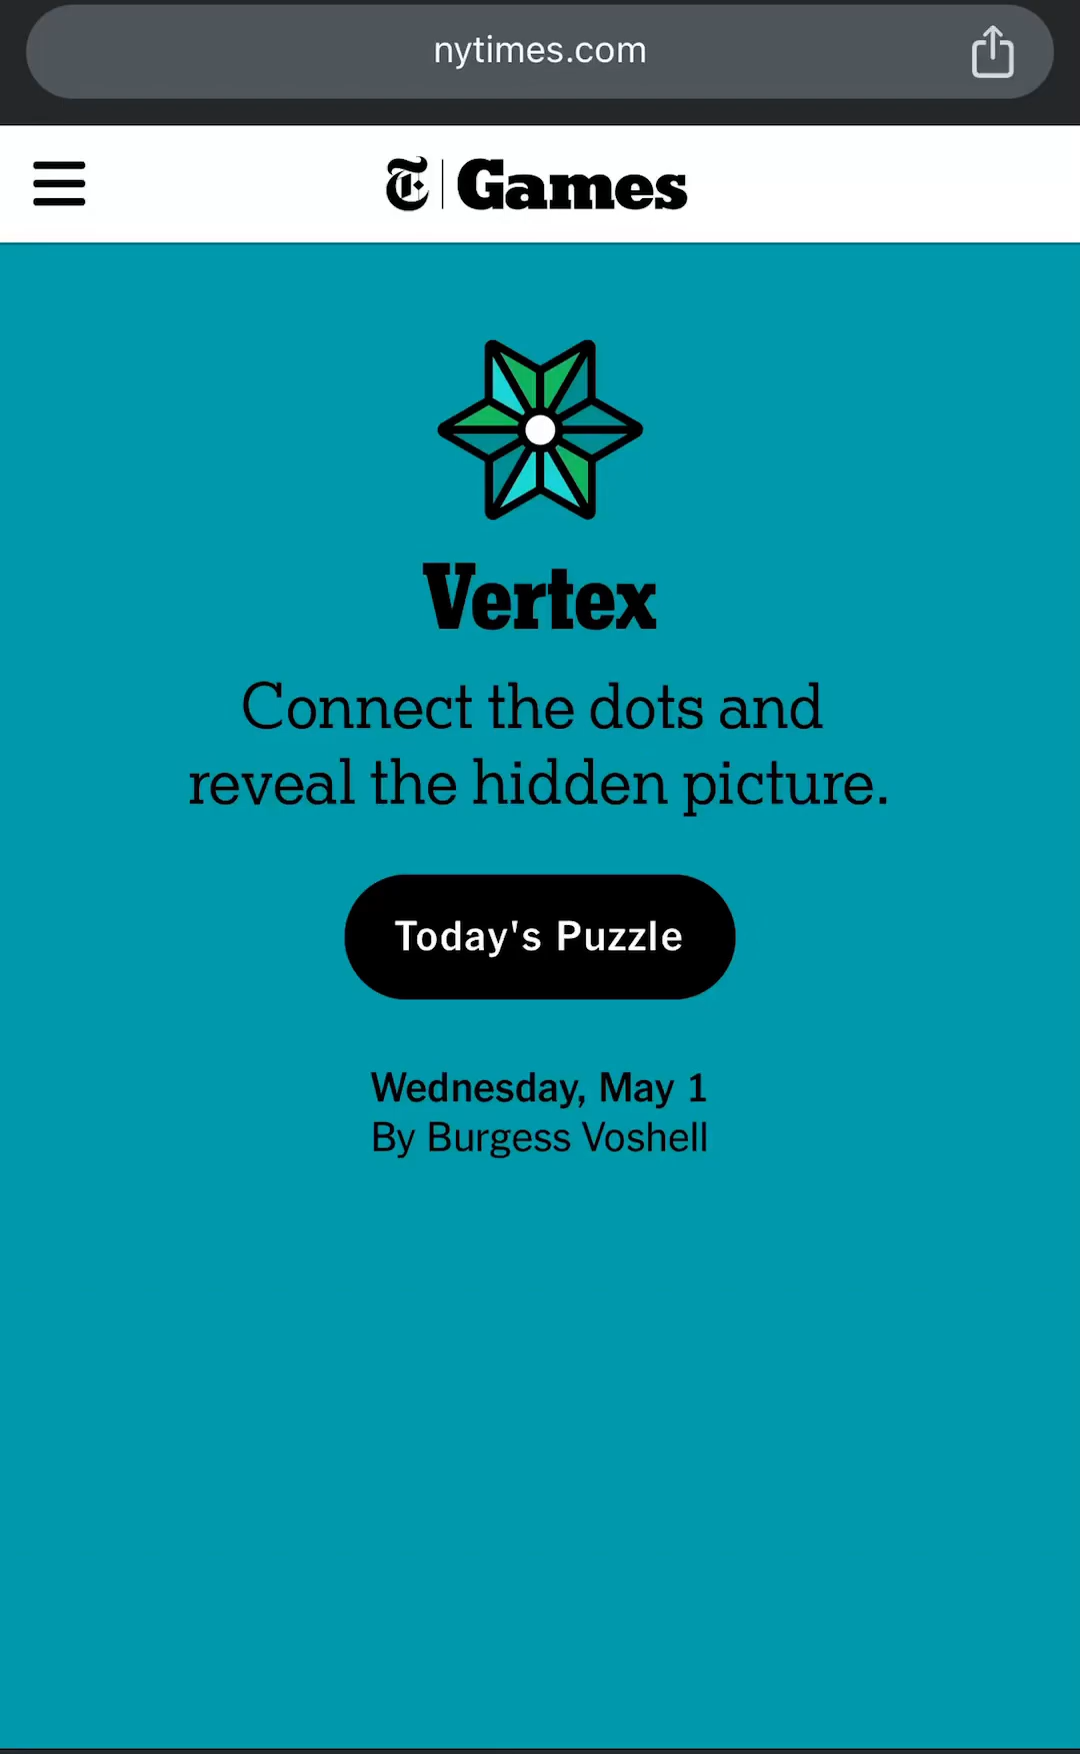 nytimes.com
T Games
Vertex
Connect the dots and
reveal the hidden picture.
Today's Puzzle
Wednesday, May 1
By Burgess Voshell